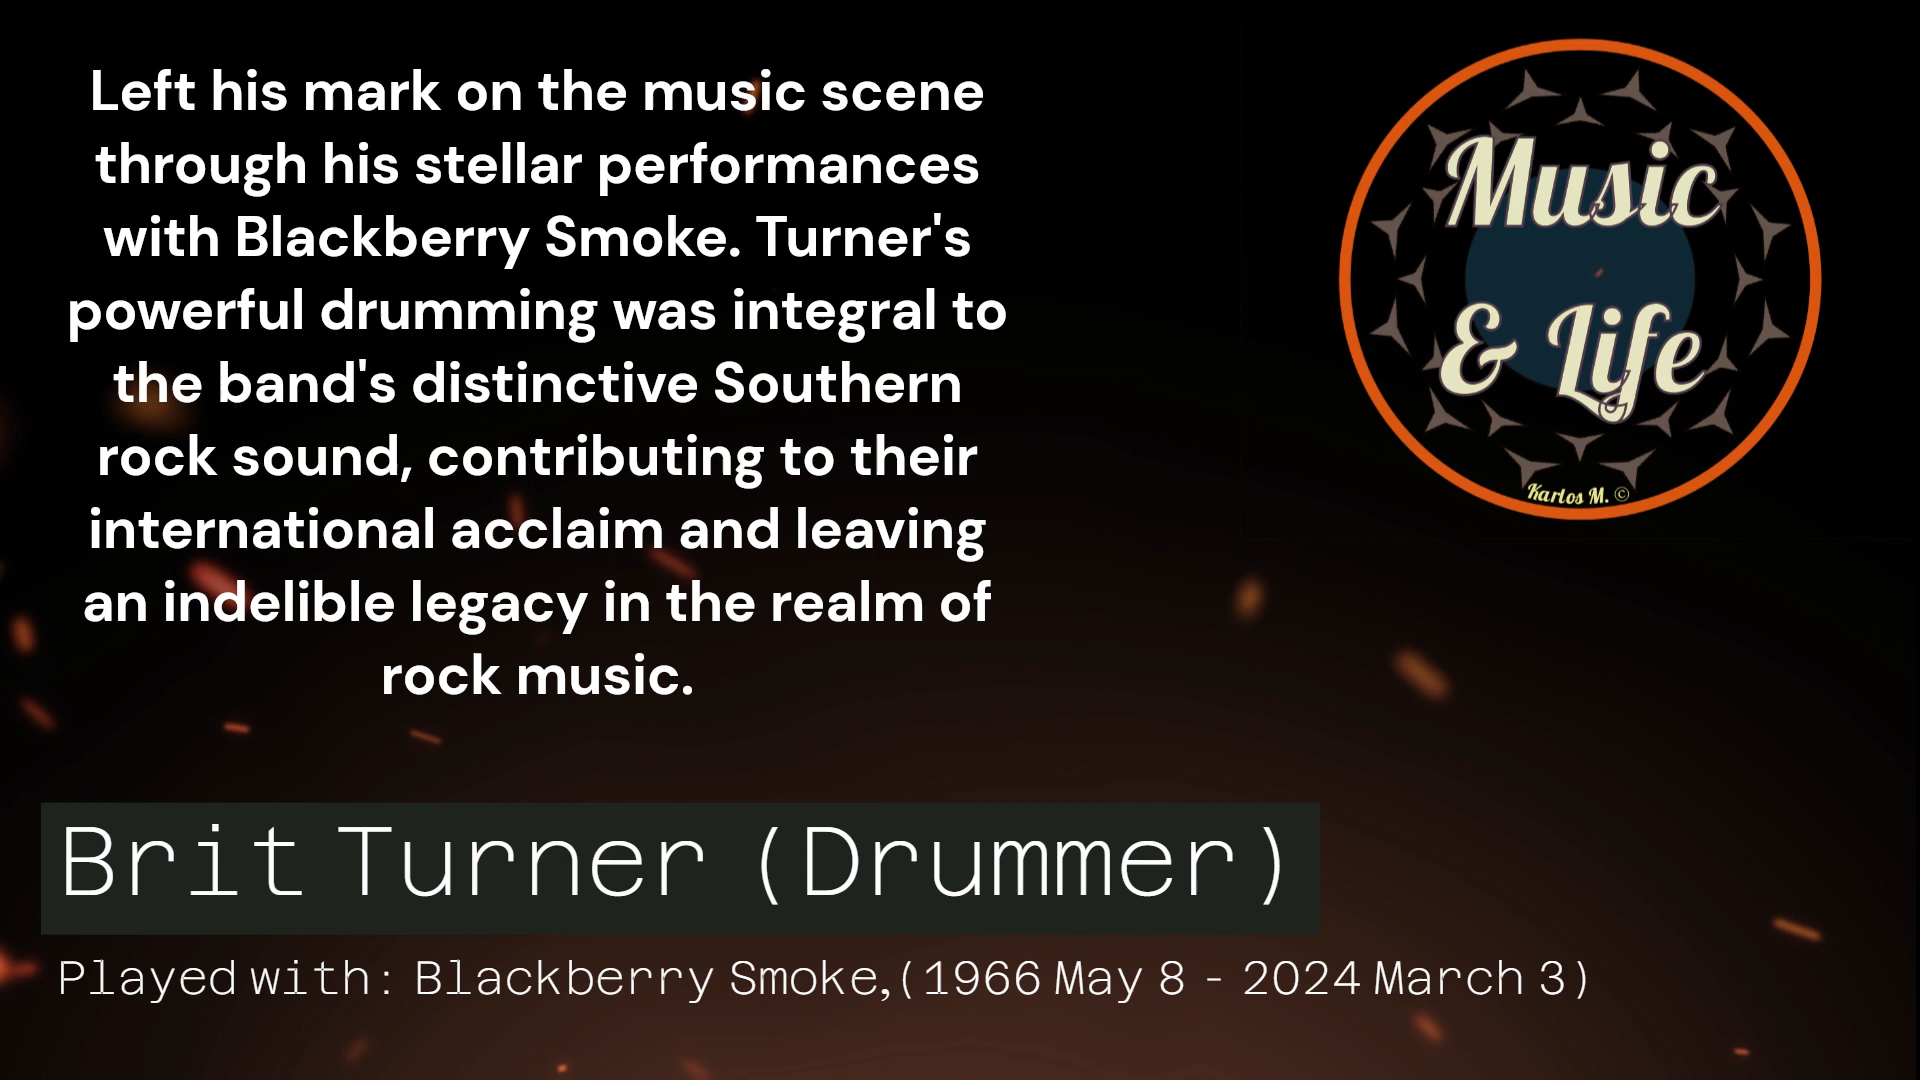 Left his mark on the music scene
through his stellar performances
with Blackberry Smoke. Turner's
powerful drumming was integral to
the band's distinctive Southern
rock sound, contributing to their
international acclaim and leaving
an indelible legacy in the realm of
rock music.
Music
& Life
Karlos M. ©
Brit Turner (Drummer)
Played with: Blackberry Smoke,(1966 May 8 - 2024 March 3)